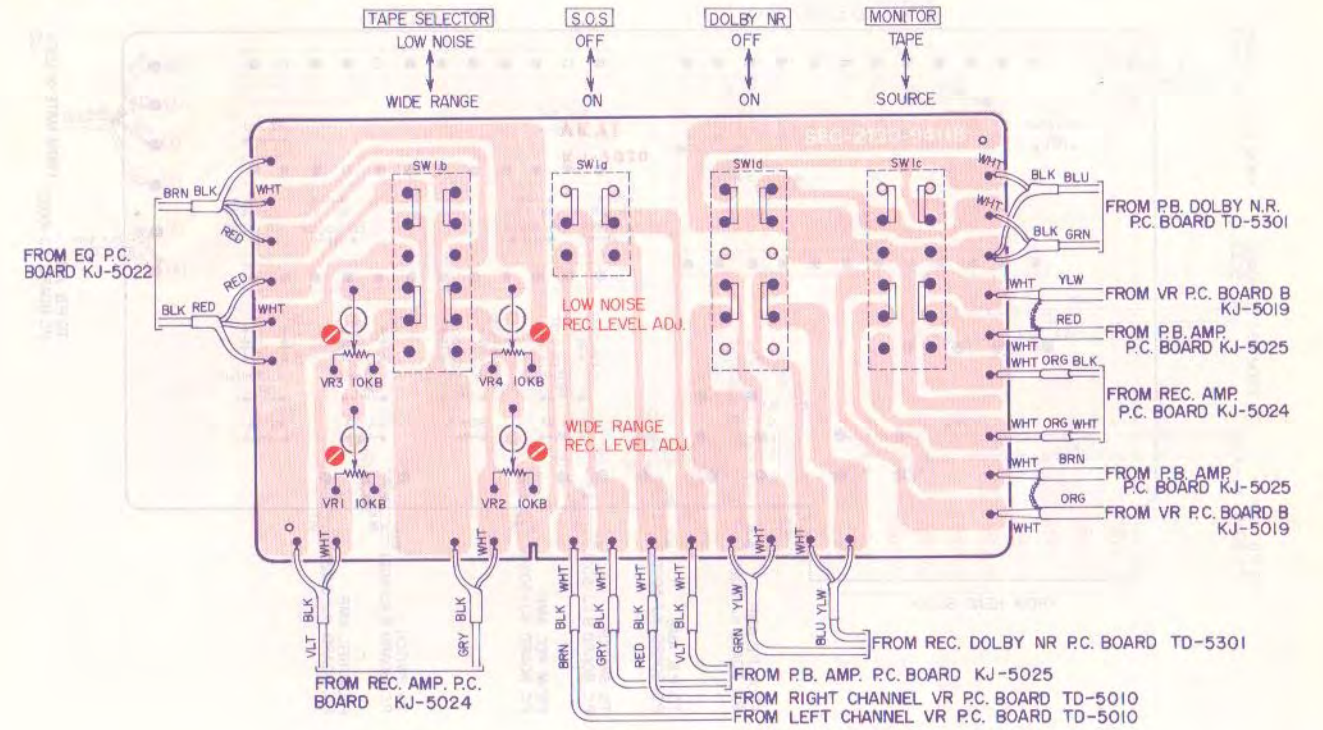 TAPE SELECTOR
LOW NOISE
WIDE RANGE
S.O.S
OFF
ON
DOLBY NR
OFF
ON
MONITOR
TAPE
SOURCE
AKAI
SW1.b
SW1a
SW1d
SW1c
BRN BLK
WHT
RED
FROM EQ P.C.
BOARD KJ-5022
RED
BLK RED
WHT
LOW NOISE
REC. LEVEL ADJ.
VR3 10KB
VR4 10KB
WIDE RANGE
REC. LEVEL ADJ.
VR1 10KB
VR2 10KB
WHT
BLK BLU
WHT
BLK GRN
FROM P.B. DOLBY N.R.
P.C. BOARD TD-5301
WHT YLW
FROM VR P.C. BOARD B
KJ-5019
RED
WHT
FROM P.B. AMP.
P.C. BOARD KJ-5025
WHT ORG BLK
FROM REC. AMP.
P.C. BOARD KJ-5024
WHT ORG WHT
WHT BRN
FROM P.B. AMP.
P.C. BOARD KJ-5025
ORG
WHT
FROM VR P.C. BOARD B
KJ-5019
WHT
VLT BLK
WHT
GRY BLK
FROM REC. AMP. P.C.
BOARD KJ-5024
BRN BLK WHT
GRY BLK WHT
RED BLK WHT
VLT BLK WHT
WHT
GRN YLW
WHT
BLU YLW
FROM REC. DOLBY NR P.C. BOARD TD-5301
FROM P.B. AMP. P.C. BOARD KJ-5025
FROM RIGHT CHANNEL VR P.C. BOARD TD-5010
FROM LEFT CHANNEL VR P.C. BOARD TD-5010